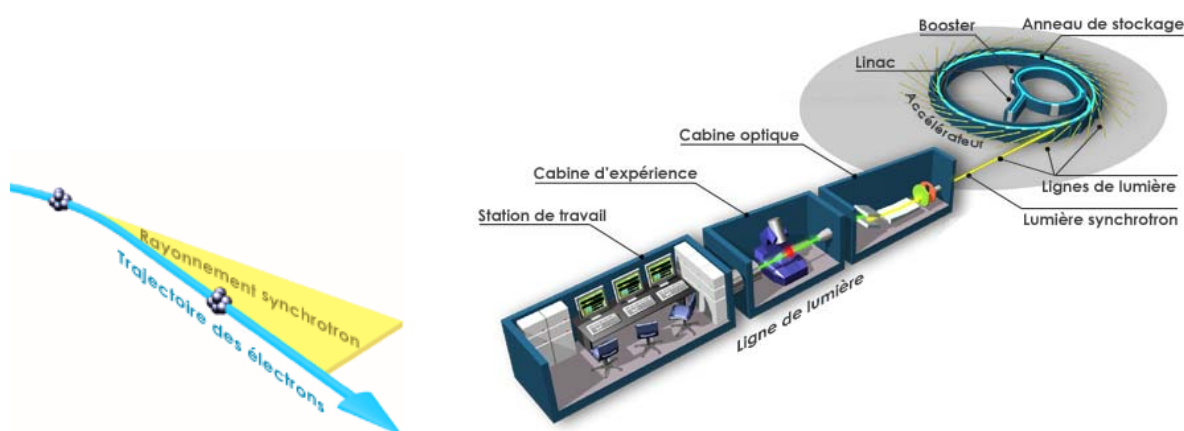 Rayonnement synchrotron
Trajectoire des électrons
Booster
Anneau de stockage
Linac
Accélérateur
Cabine optique
Cabine d'expérience
Lignes de lumière
Station de travail
Lumière synchrotron
Ligne de lumière